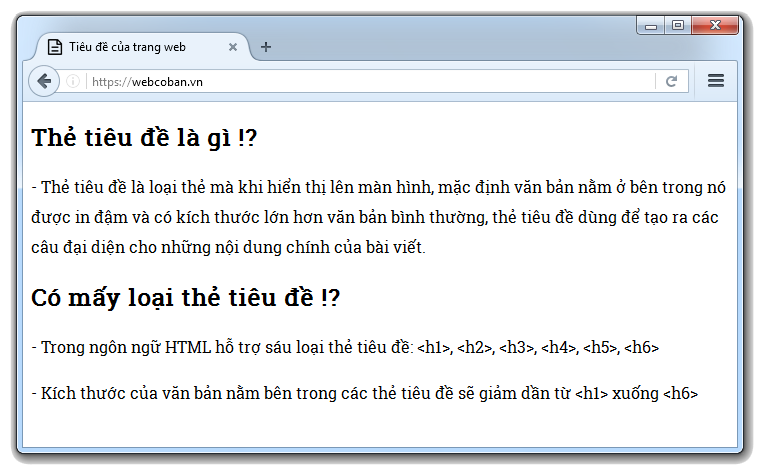 Tiêu đề của trang web
https://webcoban.vn
Thẻ tiêu đề là gì !?
- Thẻ tiêu đề là loại thẻ mà khi hiển thị lên màn hình, mặc định văn bản nằm ở bên trong nó
được in đậm và có kích thước lớn hơn văn bản bình thường, thẻ tiêu đề dùng để tạo ra các
câu đại diện cho những nội dung chính của bài viết.
Có mấy loại thẻ tiêu đề !?
- Trong ngôn ngữ HTML hỗ trợ sáu loại thẻ tiêu đề: <h1>, <h2>, <h3>, <h4>, <h5>, <h6>
- Kích thước của văn bản nằm bên trong các thẻ tiêu đề sẽ giảm dần từ <h1> xuống <h6>